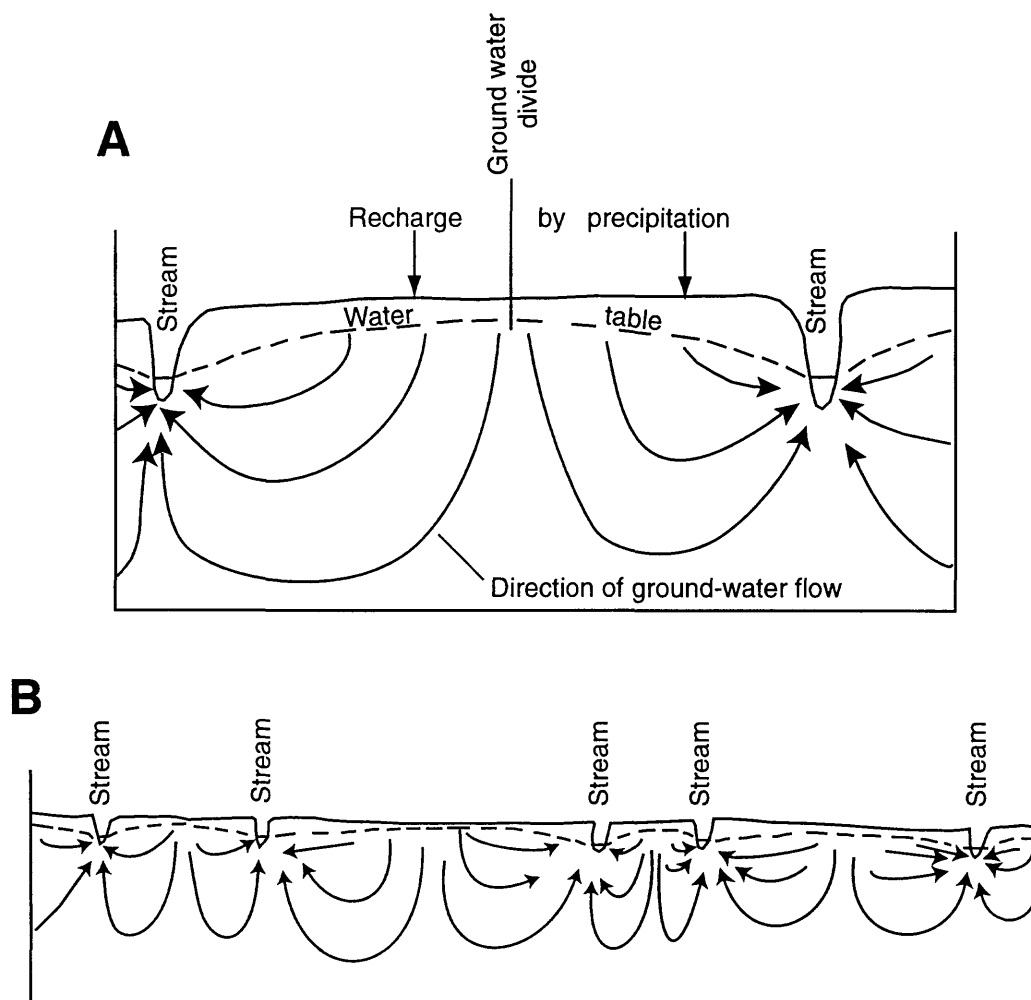 A
Ground water
divide
Recharge by precipitation
Stream
Stream
Water table
Direction of ground-water flow
B
Stream
Stream
Stream
Stream
Stream